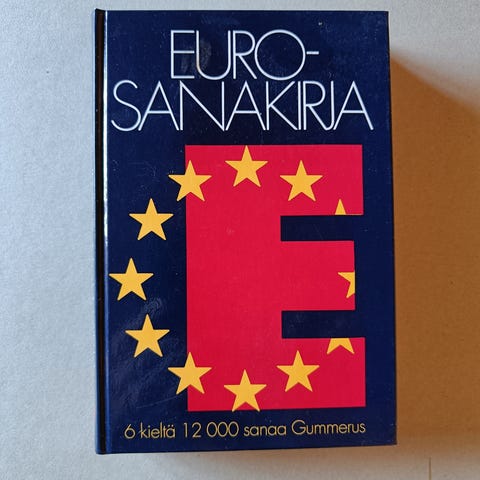 EURO-
SANAKIRJA
E
6 kieltä 12 000 sanaa Gummerus